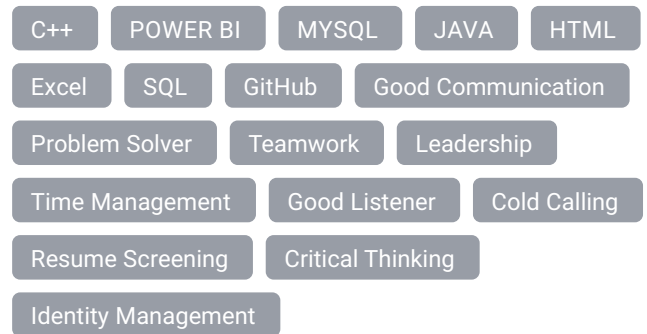 C++ POWER BI MYSQL JAVA HTML
Excel SQL GitHub Good Communication
Problem Solver Teamwork Leadership
Time Management Good Listener Cold Calling
Resume Screening Critical Thinking
Identity Management